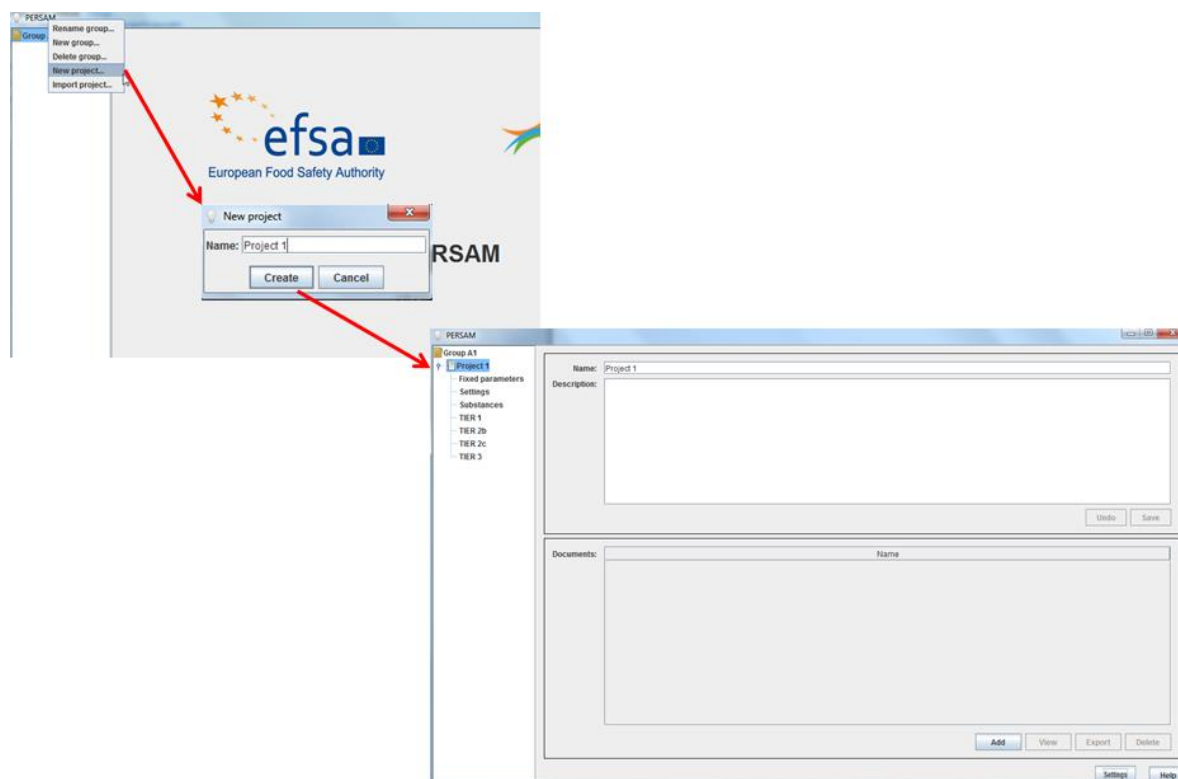 PERSAM
Group
Rename group...
New group...
Delete group...
New project...
Import project...
efsa
European Food Safety Authority
New project
Name: Project 1
Create Cancel
RSAM
PERSAM
Group A1
Project 1
Fixed parameters
Settings
Substances
TIER 1
TIER 2b
TIER 2c
TIER 3
Name: Project 1
Description:
Undo Save
Documents: Name
Add View Export Delete
Settings Help